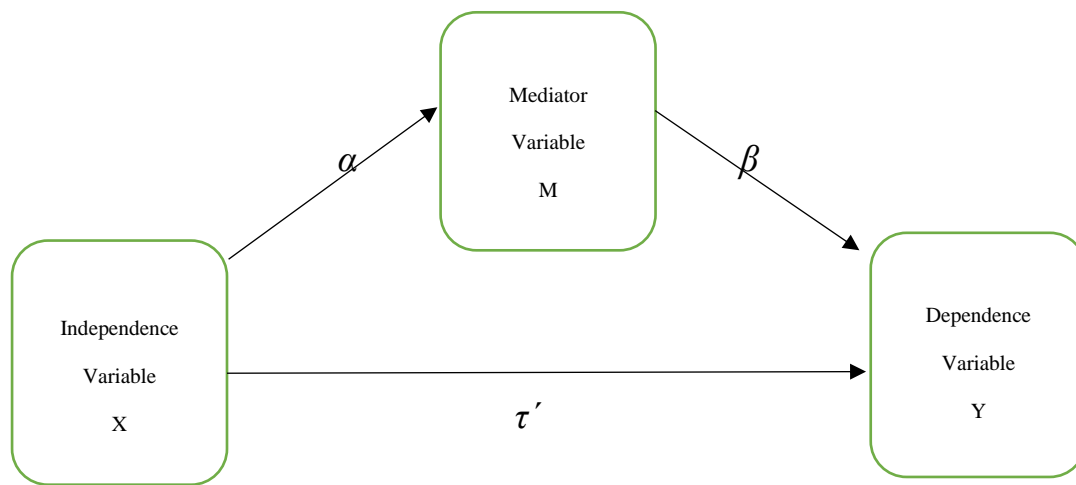 Mediator
Variable
M
α
β
Independence
Variable
X
Dependence
Variable
Y
τ´